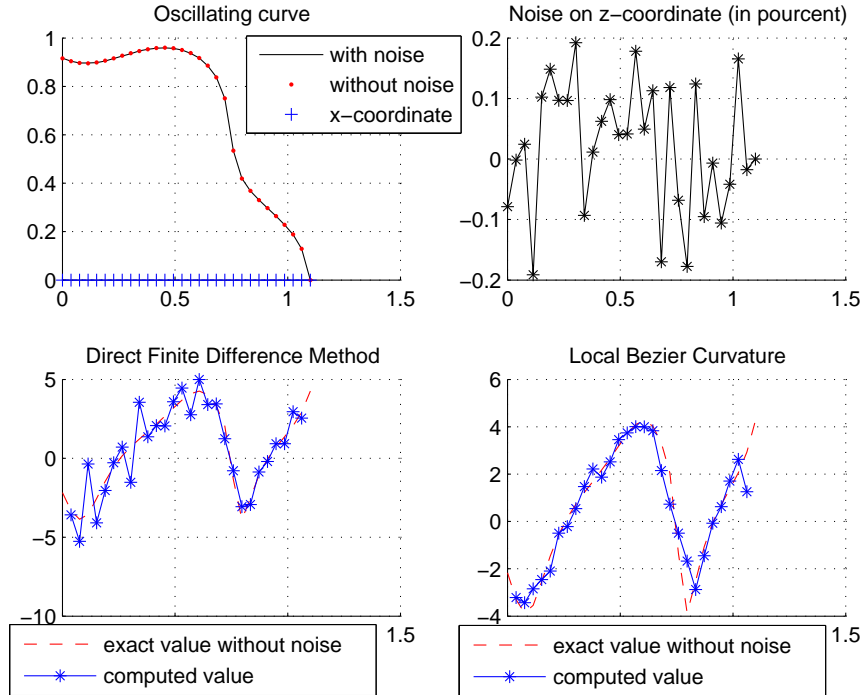 Oscillating curve
1
0.8
0.6
0.4
0.2
0
0
0.5
1
1.5
with noise
without noise
x−coordinate
Noise on z−coordinate (in pourcent)
0.2
0.1
0
−0.1
−0.2
0
0.5
1
1.5
Direct Finite Difference Method
5
0
−5
−10
1.5
exact value without noise
computed value
Local Bezier Curvature
6
4
2
0
−2
−4
1.5
exact value without noise
computed value